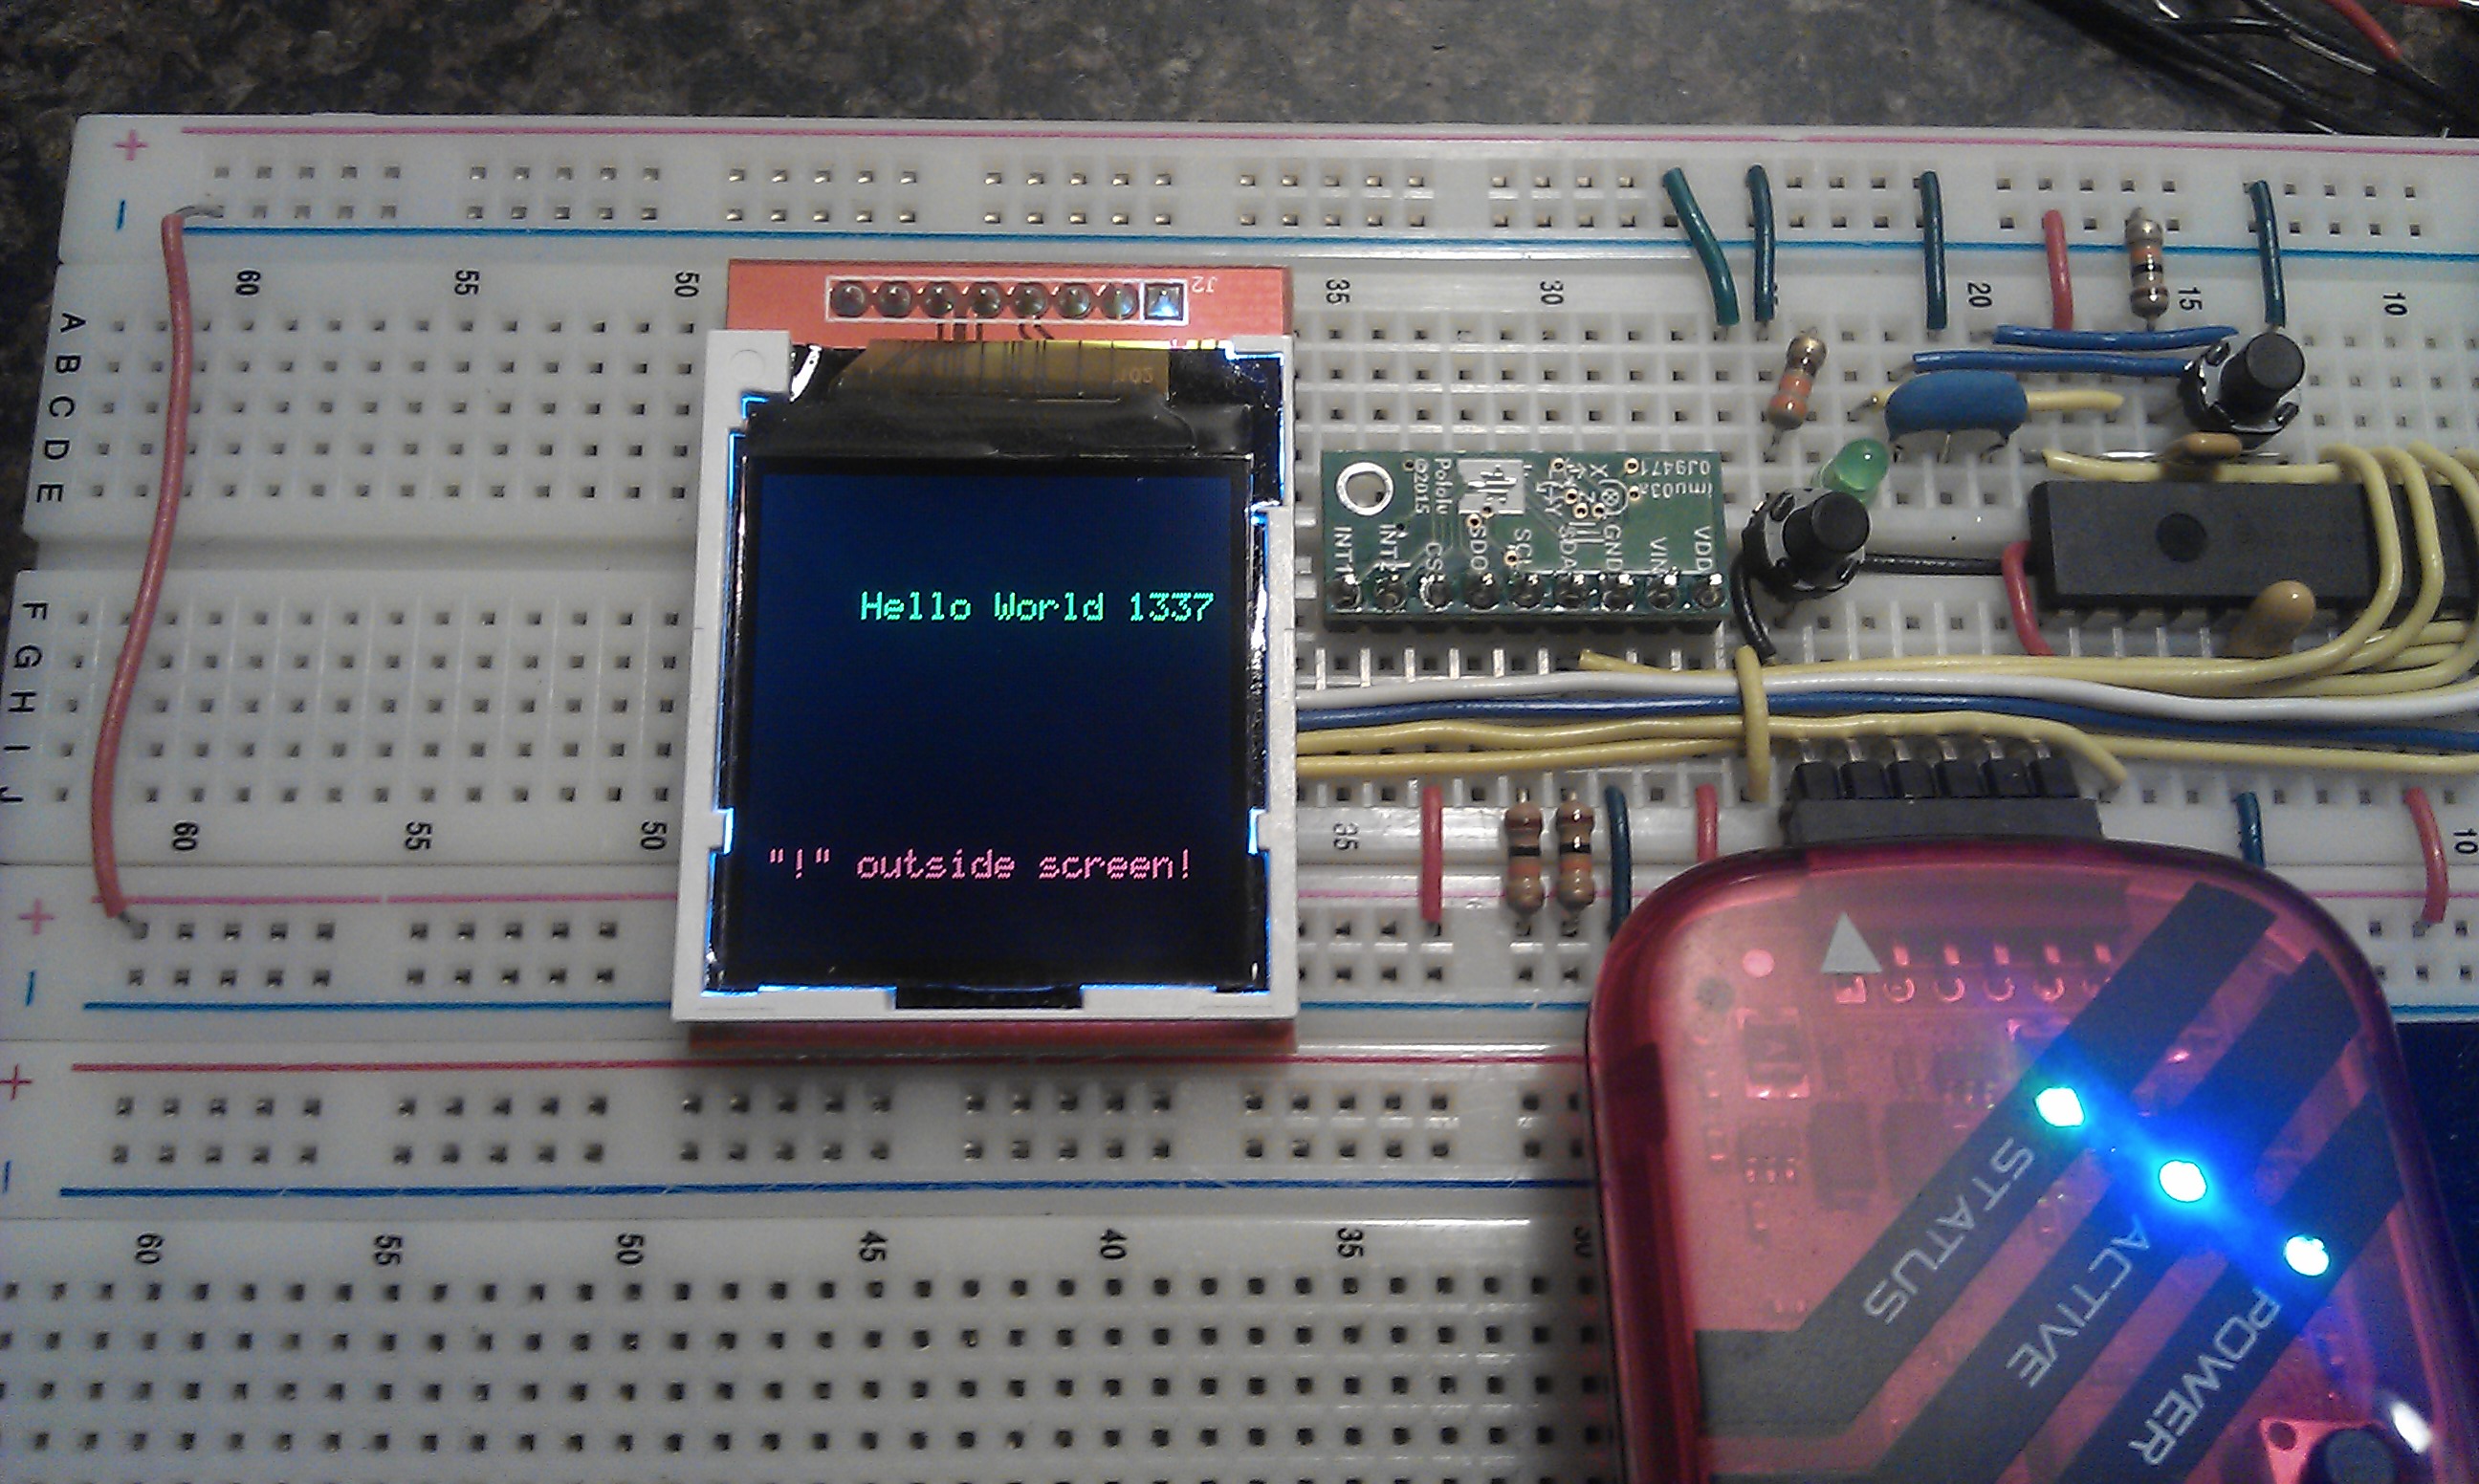 +
-
60
55
50
J2
35
30
20
15
10
A
B
C
D
E
102
©2015
Pololu
X
Y
Z
0J9471
imu03a
INT1
INT2
CS
SDO
SCL
SDA
GND
VIN
VDD
F
G
H
I
J
Hello World 1337
"!" outside screen!
60
55
50
35
10
+
-
+
-
60
55
50
45
40
35
30
STATUS
ACTIVE
POWER